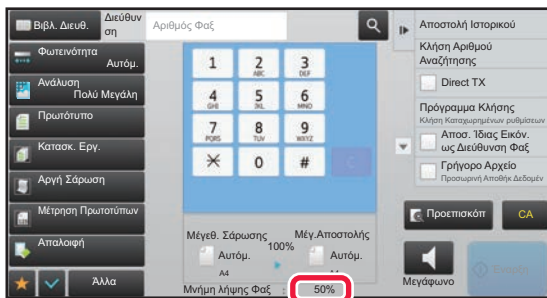 Βιβλ. Διευθ.
Διεύθυν
ση
Αριθμός Φαξ
Φωτεινότητα
Αυτόμ.
Ανάλυση
Πολύ Μεγάλη
Πρωτότυπο
Κατασκ. Εργ.
Αργή Σάρωση
Μέτρηση Πρωτοτύπων
Απαλοιφή
Άλλα
1
2 ABC
3 DEF
4 GHI
5 JKL
6 MNO
7 PQRS
8 TUV
9 WXYZ
0
#
C
Μέγεθ. Σάρωσης
100%
Μέγ.Αποστολής
Αυτόμ.
A4
Αυτόμ.
Μνήμη λήψης Φαξ : 50%
Αποστολή Ιστορικού
Κλήση Αριθμού
Αναζήτησης
Direct TX
Πρόγραμμα Κλήσης
Κλήση Καταχωρημένων ρυθμίσεων
Αποσ. Ίδιας Εικόν.
ως Διεύθυνση Φαξ
Γρήγορο Αρχείο
Προσωρινή Αποθήκ Δεδομέν
Προεπισκόπ
CA
Μεγάφωνο